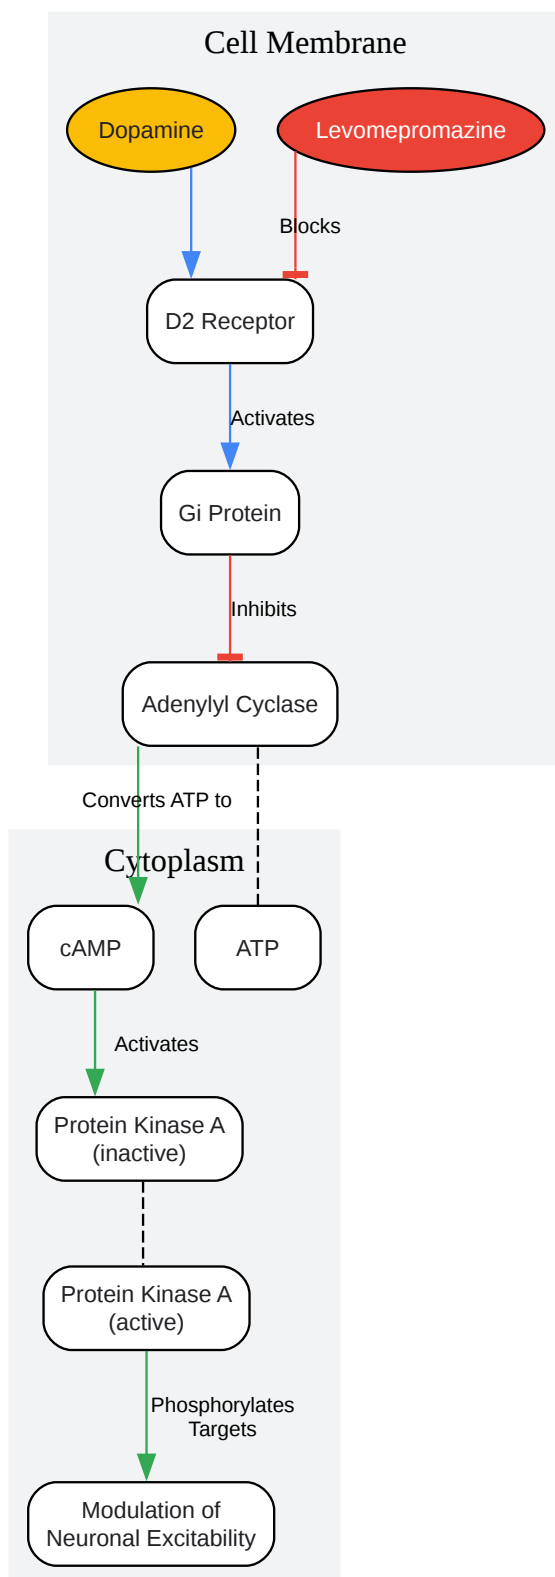 Cell Membrane
Dopamine
Levomepromazine
Blocks
D2 Receptor
Activates
Gi Protein
Inhibits
Adenylyl Cyclase
Converts ATP to
Cytoplasm
cAMP
ATP
Activates
Protein Kinase A
(inactive)
Protein Kinase A
(active)
Phosphorylates
Targets
Modulation of
Neuronal Excitability